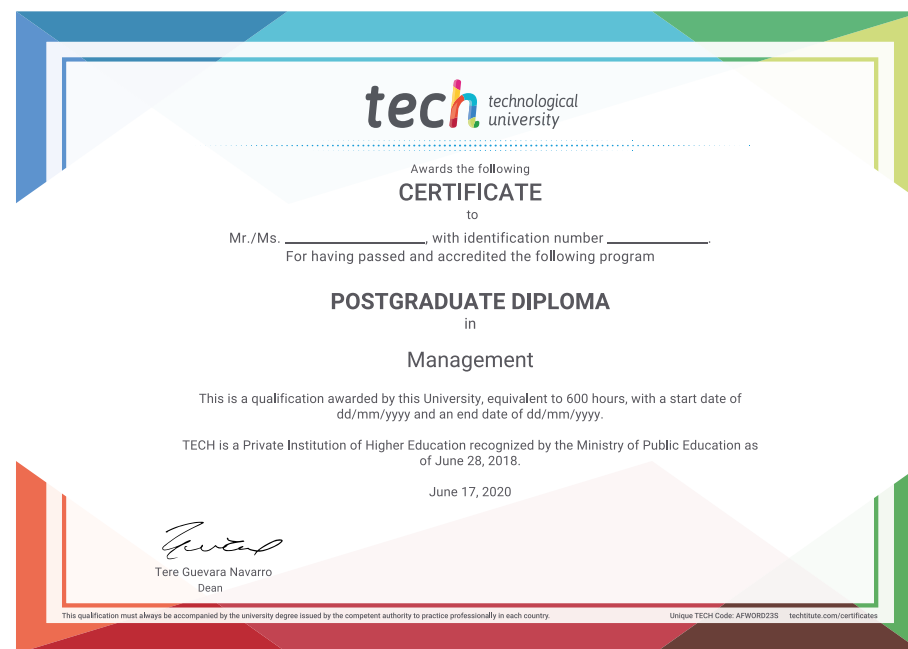 tech technological
university
Awards the following
CERTIFICATE
to
Mr./Ms. ____________________, with identification number ______________.
For having passed and accredited the following program
POSTGRADUATE DIPLOMA
in
Management
This is a qualification awarded by this University, equivalent to 600 hours, with a start date of
dd/mm/yyyy and an end date of dd/mm/yyyy.
TECH is a Private Institution of Higher Education recognized by the Ministry of Public Education as
of June 28, 2018.
June 17, 2020
Tere Guevara Navarro
Dean
This qualification must always be accompanied by the university degree issued by the competent authority to practice professionally in each country.
Unique TECH Code: AFWORD23S techtitute.com/certificates